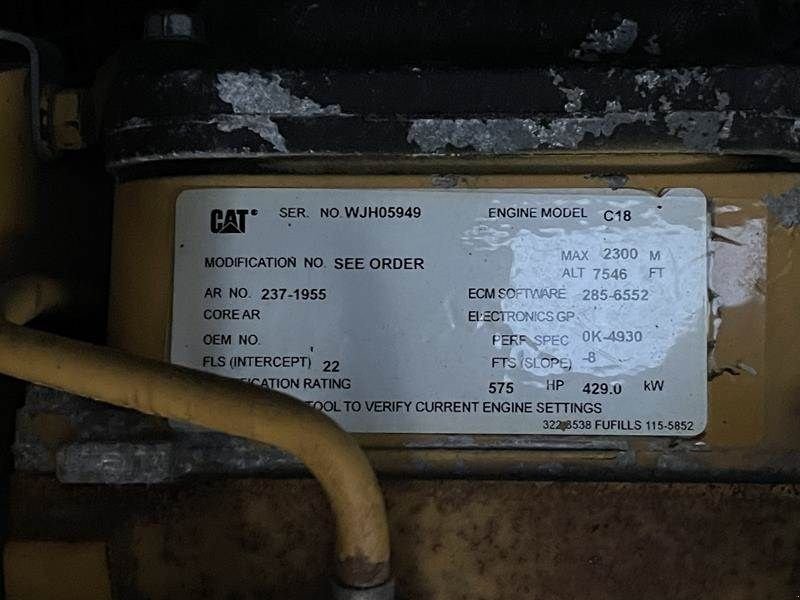 CAT® SER. NO. WJH05949 ENGINE MODEL C18
MODIFICATION NO. SEE ORDER MAX 2300 M
ALT 7546 FT
AR NO. 237-1955 ECM SOFTWARE 285-6552
CORE AR ELECTRONICS GP
OEM NO. PERF SPEC 0K-4930
FLS (INTERCEPT) 22 FTS (SLOPE) -8
RATING 575 HP 429.0 kW
TOOL TO VERIFY CURRENT ENGINE SETTINGS
322-6538 FUFILLS 115-5852